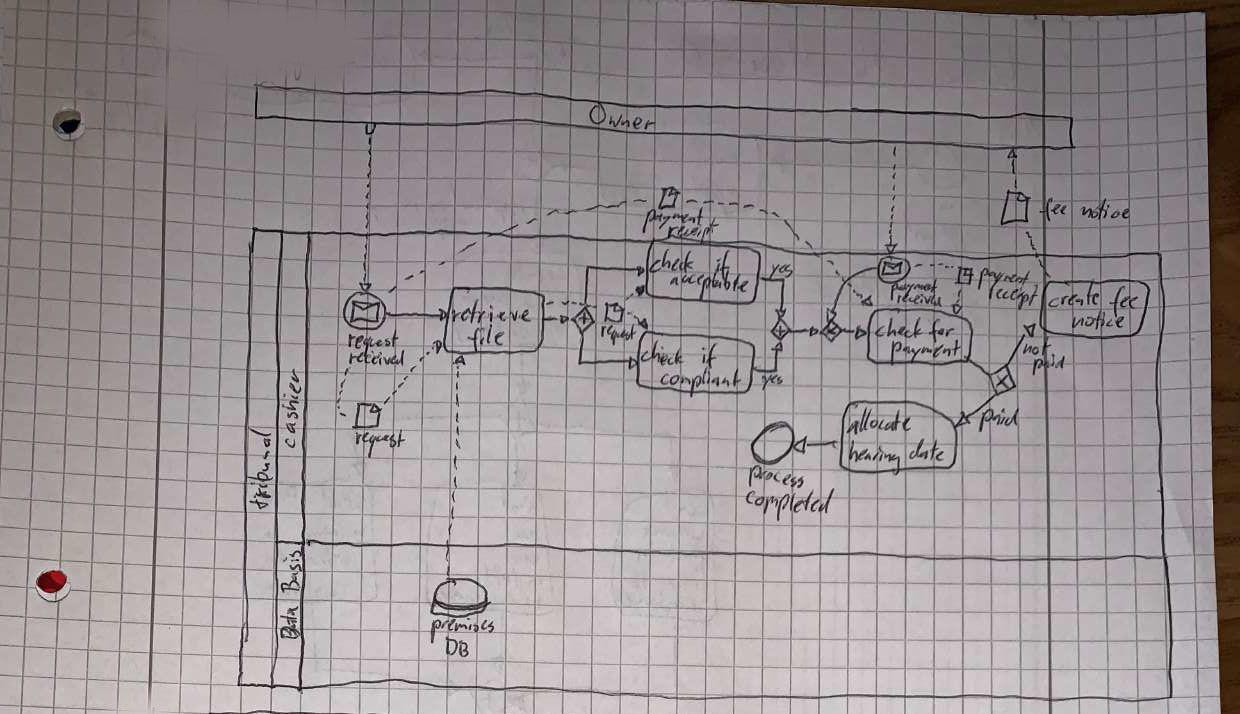 Owner
payment
receipt
fee notice
check if
acceptable
yes
payment
receipt
create fee
notice
request
received
retrieve
file
request
check for
payment
not
paid
check if
compliant
yes
paid
request
allocate
hearing date
process
completed
tribunal
cashier
Data Basis
premises
DB